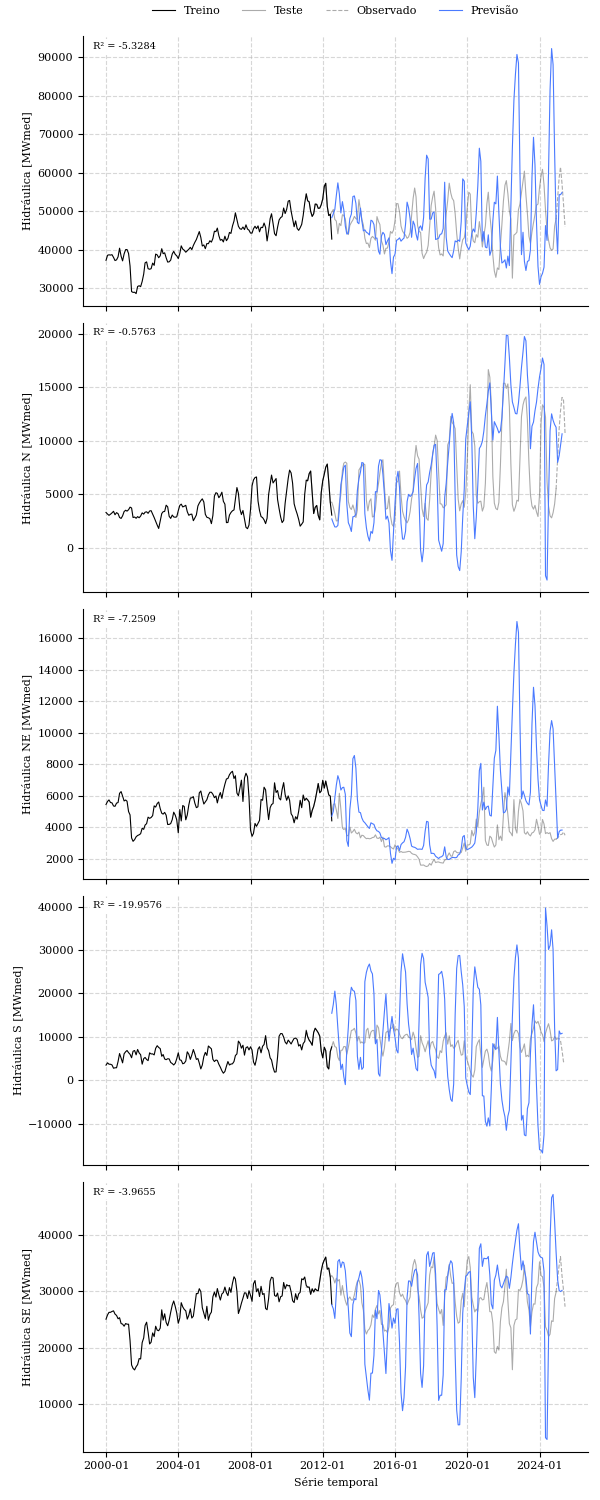 Treino Teste Observado Previsão
R² = -5.3284
Hidráulica [MWmed]
90000
80000
70000
60000
50000
40000
30000
R² = -0.5763
Hidráulica N [MWmed]
20000
15000
10000
5000
0
R² = -7.2509
Hidráulica NE [MWmed]
16000
14000
12000
10000
8000
6000
4000
2000
R² = -19.9576
Hidráulica S [MWmed]
40000
30000
20000
10000
0
−10000
R² = -3.9655
Hidráulica SE [MWmed]
40000
30000
20000
10000
2000-01 2004-01 2008-01 2012-01 2016-01 2020-01 2024-01
Série temporal